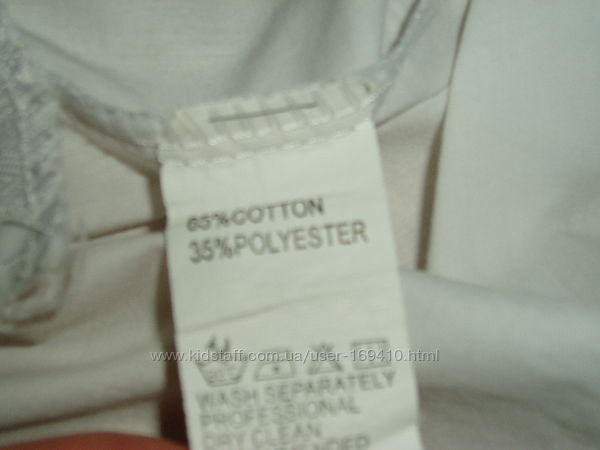 65%COTTON
35%POLYESTER
www.kidstaff.com.ua/user-169410.html
WASH SEPARATELY
PROFESSIONAL
DRY CLEAN